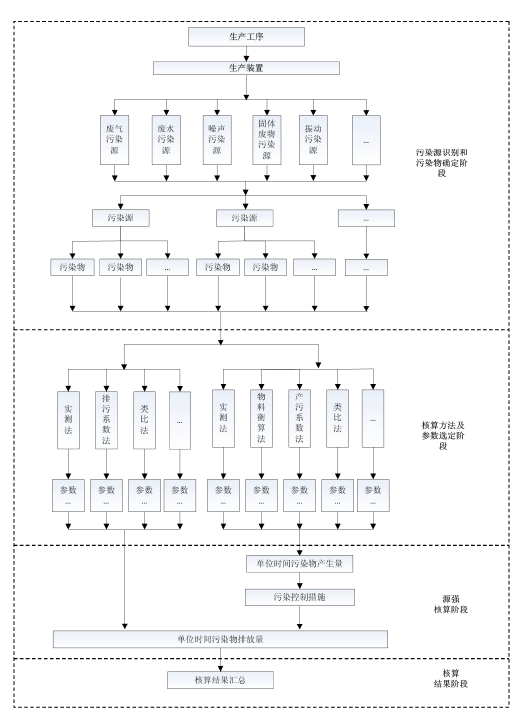 生产工序
生产装置
废气
污染
源
废水
污染
源
噪声
污染
源
固体
废物
污染
源
振动
污染
源
...
污染源识别和
污染物确定阶
段
污染源
污染源
...
污染物
污染物
...
污染物
污染物
...
...
实测法
排污系数法
类比法
...
实测法
物料衡算法
产污系数法
类比法
...
核算方法及
参数选定阶
段
参数
...
参数
...
参数
...
参数
...
参数
...
参数
...
参数
...
参数
...
参数
...
单位时间污染物产生量
污染控制措施
源强
核算阶段
单位时间污染物排放量
核算结果汇总
核算
结果阶段